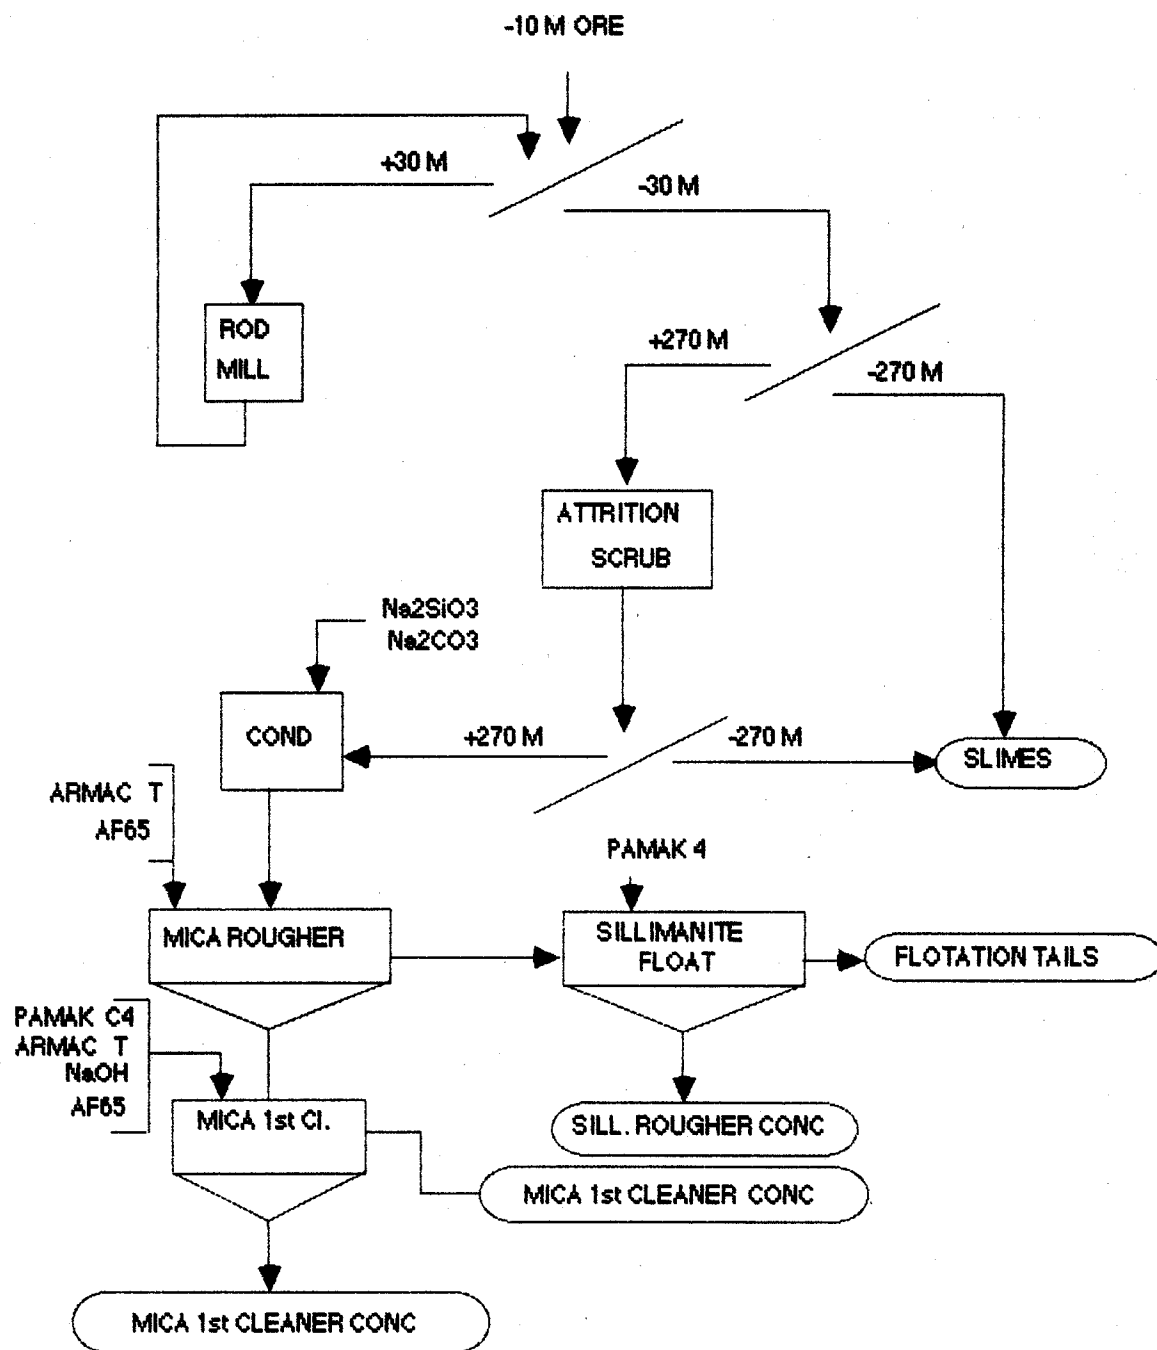 -10 M ORE
+30 M
-30 M
ROD
MILL
+270 M
-270 M
ATTRITION
SCRUB
Na2SiO3
Na2CO3
COND
+270 M
-270 M
SLIMES
ARMAC T
AF65
PAMAK 4
MICA ROUGHER
SILLIMANITE
FLOAT
FLOTATION TAILS
PAMAK C4
ARMAC T
NaOH
AF65
MICA 1st Cl.
SILL. ROUGHER CONC
MICA 1st CLEANER CONC
MICA 1st CLEANER CONC